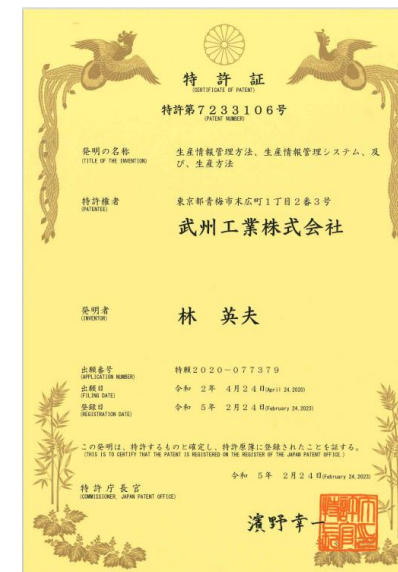 特許証
(CERTIFICATE OF PATENT)
特許第7233106号
(PATENT NUMBER)
発明の名称
(TITLE OF THE INVENTION)
生産情報管理方法、生産情報管理システム、及
び、生産方法
特許権者
(PATENTEE)
東京都青梅市末広町1丁目2番3号
武州工業株式会社
発明者
(INVENTOR)
林 英夫
出願番号
(APPLICATION NUMBER)
特願2020-077379
出願日
(FILING DATE)
令和 2年 4月24日(April 24,2020)
登録日
(REGISTRATION DATE)
令和 5年 2月24日(February 24,2023)
この発明は、特許するものと確定し、特許原簿に登録されたことを証する。
(THIS IS TO CERTIFY THAT THE PATENT IS REGISTERED ON THE REGISTER OF THE JAPAN PATENT OFFICE.)
令和 5年 2月24日(February 24,2023)
特許庁長官
(COMMISSIONER, JAPAN PATENT OFFICE)
濱野幸一